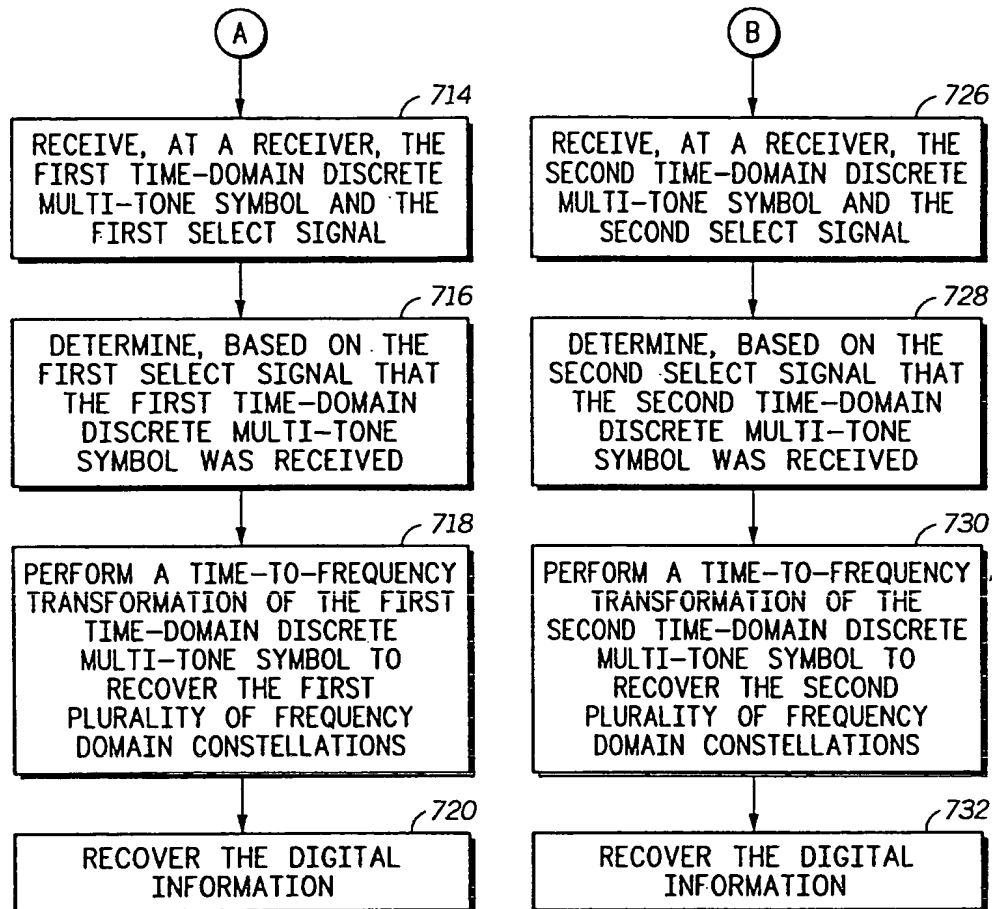 A
714
RECEIVE, AT A RECEIVER, THE
FIRST TIME-DOMAIN DISCRETE
MULTI-TONE SYMBOL AND THE
FIRST SELECT SIGNAL
716
DETERMINE, BASED ON THE
FIRST SELECT SIGNAL THAT
THE FIRST TIME-DOMAIN
DISCRETE MULTI-TONE
SYMBOL WAS RECEIVED
718
PERFORM A TIME-TO-FREQUENCY
TRANSFORMATION OF THE FIRST
TIME-DOMAIN DISCRETE
MULTI-TONE SYMBOL TO
RECOVER THE FIRST
PLURALITY OF FREQUENCY
DOMAIN CONSTELLATIONS
720
RECOVER THE DIGITAL
INFORMATION
B
726
RECEIVE, AT A RECEIVER, THE
SECOND TIME-DOMAIN DISCRETE
MULTI-TONE SYMBOL AND THE
SECOND SELECT SIGNAL
728
DETERMINE, BASED ON THE
SECOND SELECT SIGNAL THAT
THE SECOND TIME-DOMAIN
DISCRETE MULTI-TONE
SYMBOL WAS RECEIVED
730
PERFORM A TIME-TO-FREQUENCY
TRANSFORMATION OF THE
SECOND TIME-DOMAIN DISCRETE
MULTI-TONE SYMBOL TO
RECOVER THE SECOND
PLURALITY OF FREQUENCY
DOMAIN CONSTELLATIONS
732
RECOVER THE DIGITAL
INFORMATION